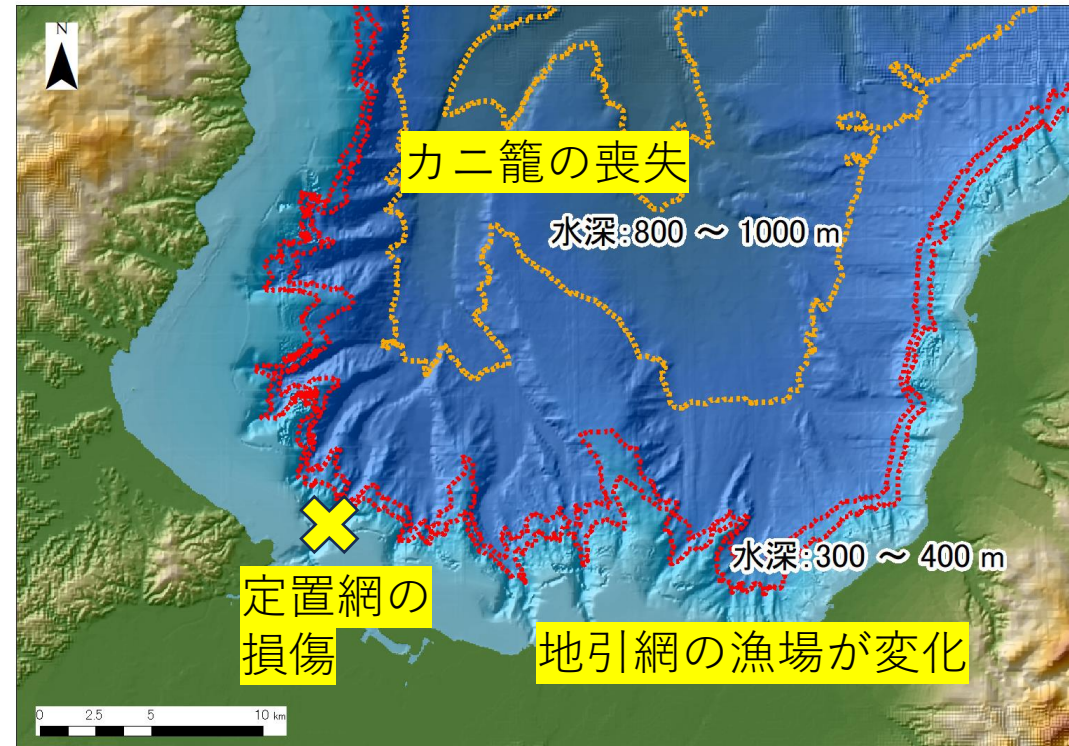 N
カニ籠の喪失
水深:800 ～ 1000 m
水深:300 ～ 400 m
定置網の
損傷
地引網の漁場が変化
0 2.5 5 10 km